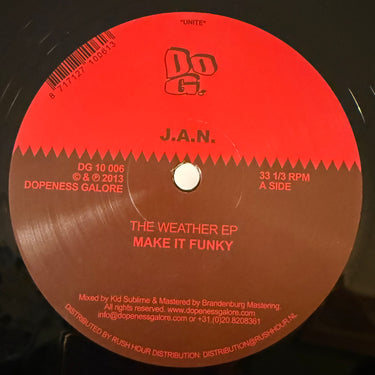 "UNITE"
8 717127 100613
DO
G.
J.A.N.
DG 10 006
© & ℗ 2013
DOPENESS GALORE
33 1/3 RPM
A SIDE
THE WEATHER EP
MAKE IT FUNKY
Mixed by Kid Sublime & Mastered by Brandenburg Mastering.
All rights reserved. www.dopenessgalore.com
info@dopenessgalore.com or +31.(0)20 8208361
DISTRIBUTED BY RUSH HOUR DISTRIBUTION: DISTRIBUTION@RUSHHOUR.NL